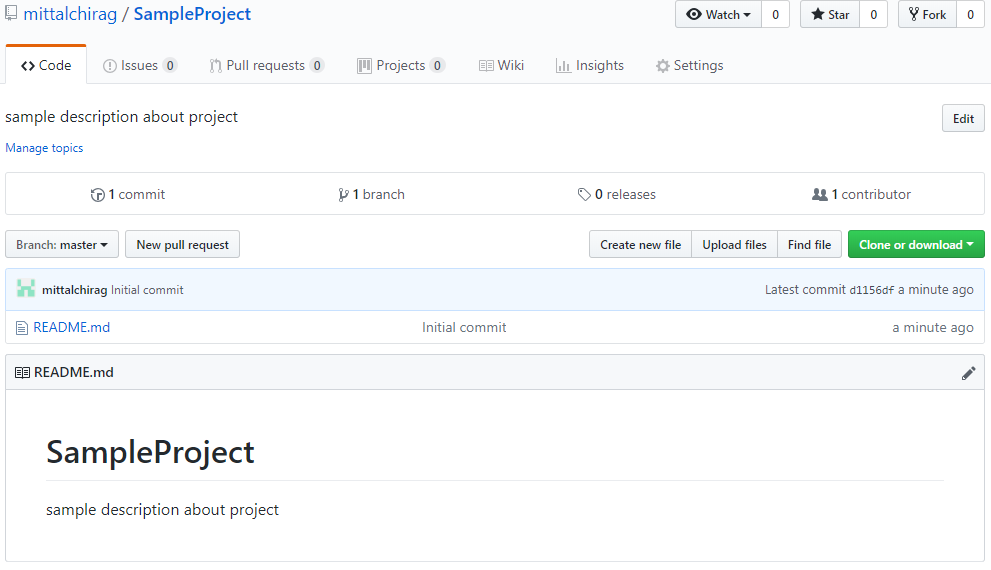 mittalchirag / SampleProject Watch 0 Star 0 Fork 0
Code Issues 0 Pull requests 0 Projects 0 Wiki Insights Settings
sample description about project Edit
Manage topics
1 commit 1 branch 0 releases 1 contributor
Branch: master New pull request Create new file Upload files Find file Clone or download
mittalchirag Initial commit Latest commit d1156df a minute ago
README.md Initial commit a minute ago
README.md
SampleProject
sample description about project